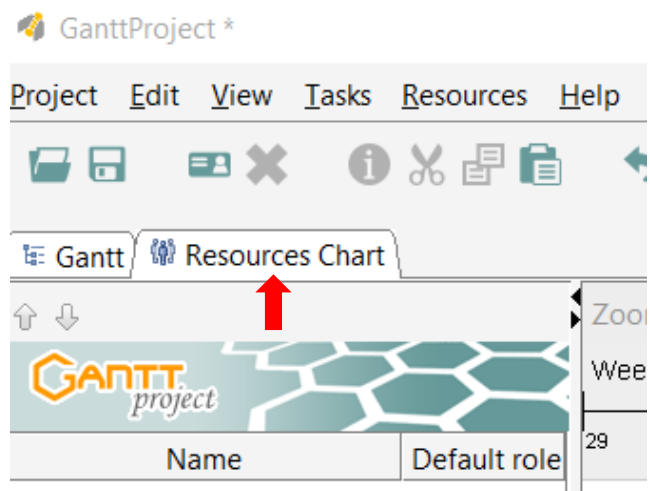 GanttProject *
Project Edit View Tasks Resources Help
Gantt Resources Chart
Zoo
Wee
GANTT
project
29
Name Default role